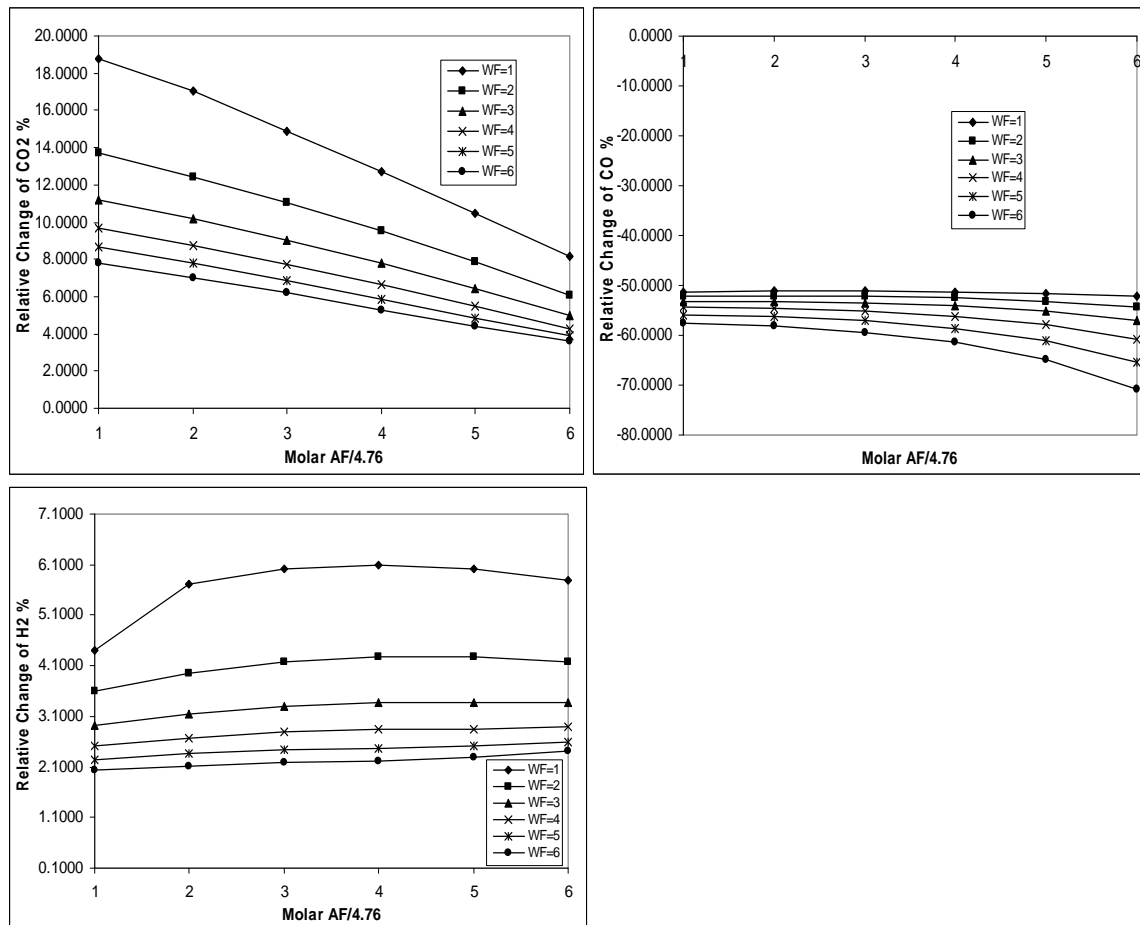 Relative Change of CO2 %
20.0000
18.0000
16.0000
14.0000
12.0000
10.0000
8.0000
6.0000
4.0000
2.0000
0.0000
1 2 3 4 5 6
Molar AF/4.76
WF=1
WF=2
WF=3
WF=4
WF=5
WF=6
Relative Change of CO %
0.0000
-10.0000
-20.0000
-30.0000
-40.0000
-50.0000
-60.0000
-70.0000
-80.0000
1 2 3 4 5 6
Molar AF/4.76
WF=1
WF=2
WF=3
WF=4
WF=5
WF=6
Relative Change of H2 %
7.1000
6.1000
5.1000
4.1000
3.1000
2.1000
1.1000
0.1000
1 2 3 4 5 6
Molar AF/4.76
WF=1
WF=2
WF=3
WF=4
WF=5
WF=6